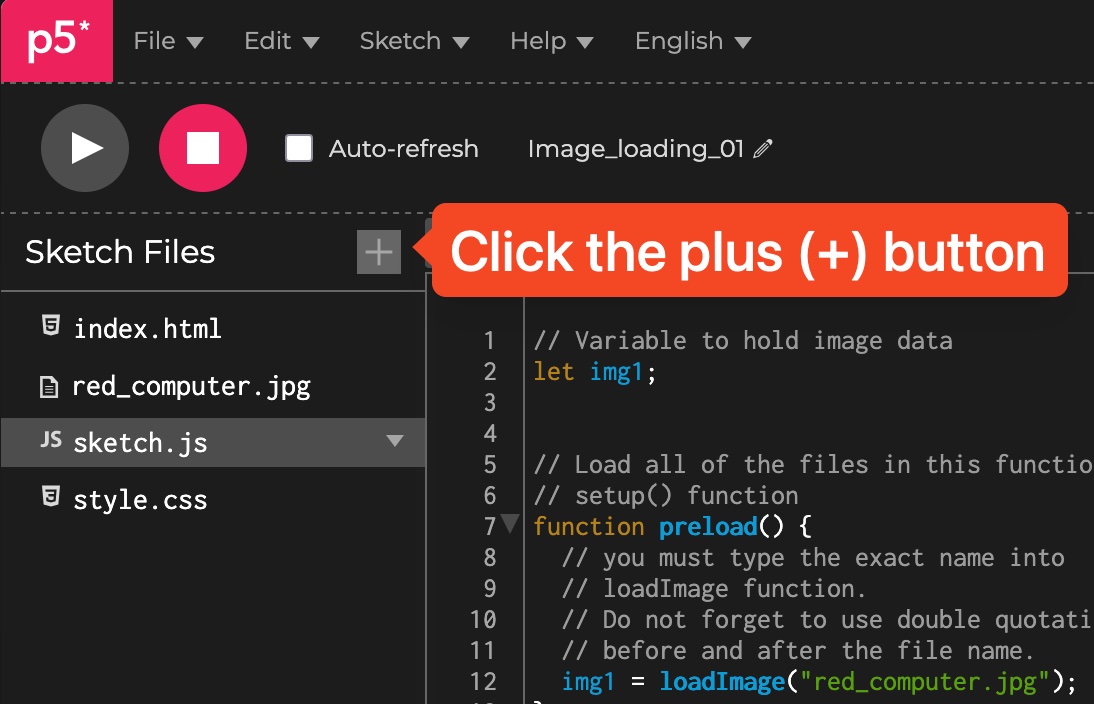 p5*
File
Edit
Sketch
Help
English
Auto-refresh
Image_loading_01
Sketch Files
+
Click the plus (+) button
index.html
red_computer.jpg
JS sketch.js
style.css
1 // Variable to hold image data
2 let img1;
3
4
5 // Load all of the files in this functio
6 // setup() function
7 function preload() {
8 // you must type the exact name into
9 // loadImage function.
10 // Do not forget to use double quotati
11 // before and after the file name.
12 img1 = loadImage("red_computer.jpg");